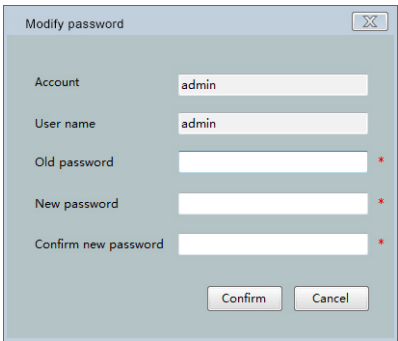 Modify password
Account admin
User name admin
Old password *
New password *
Confirm new password *
Confirm Cancel